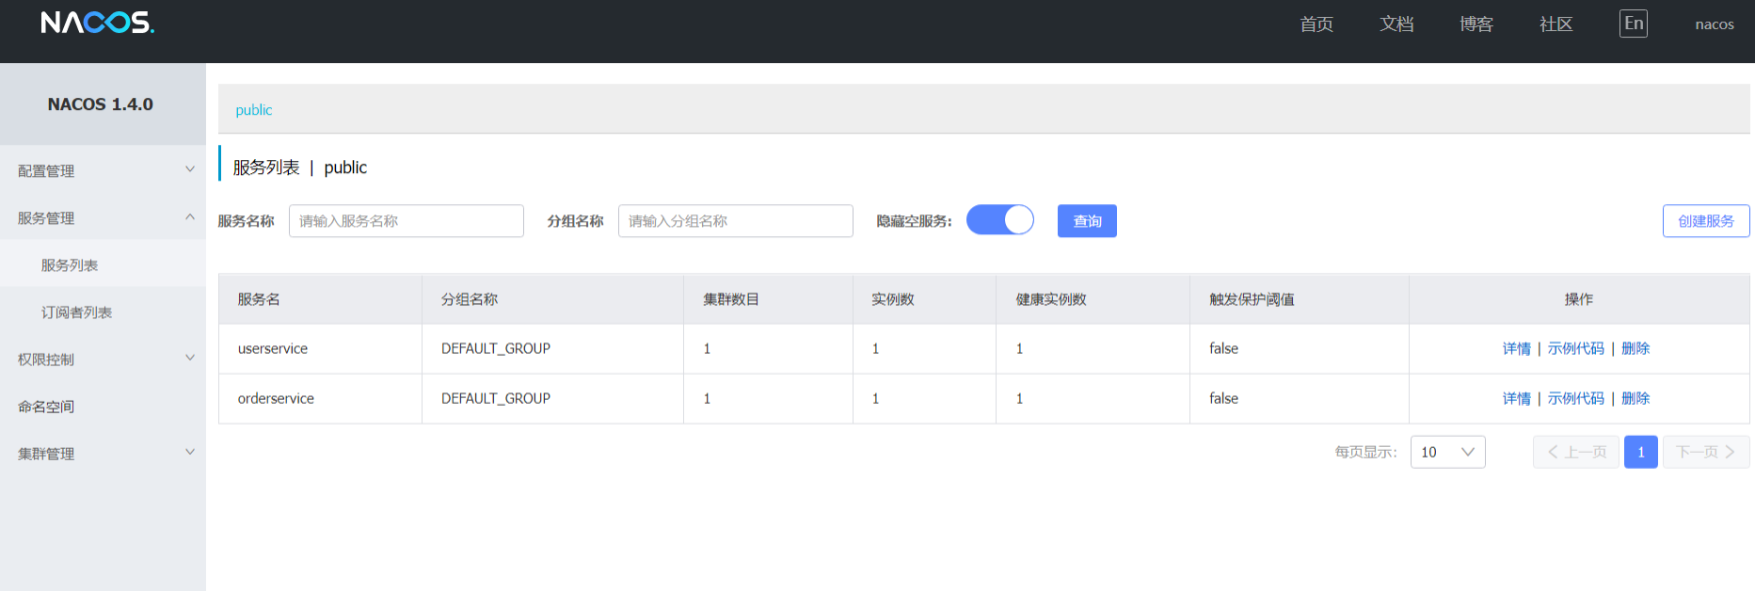 NACOS. 首页 文档 博客 社区 En nacos
NACOS 1.4.0
配置管理
服务管理
服务列表
订阅者列表
权限控制
命名空间
集群管理
public
服务列表 | public
服务名称 请输入服务名称 分组名称 请输入分组名称 隐藏空服务: 查询 创建服务
服务名 分组名称 集群数目 实例数 健康实例数 触发保护阈值 操作
userservice DEFAULT_GROUP 1 1 1 false 详情 | 示例代码 | 删除
orderservice DEFAULT_GROUP 1 1 1 false 详情 | 示例代码 | 删除
每页显示: 10 上一页 1 下一页